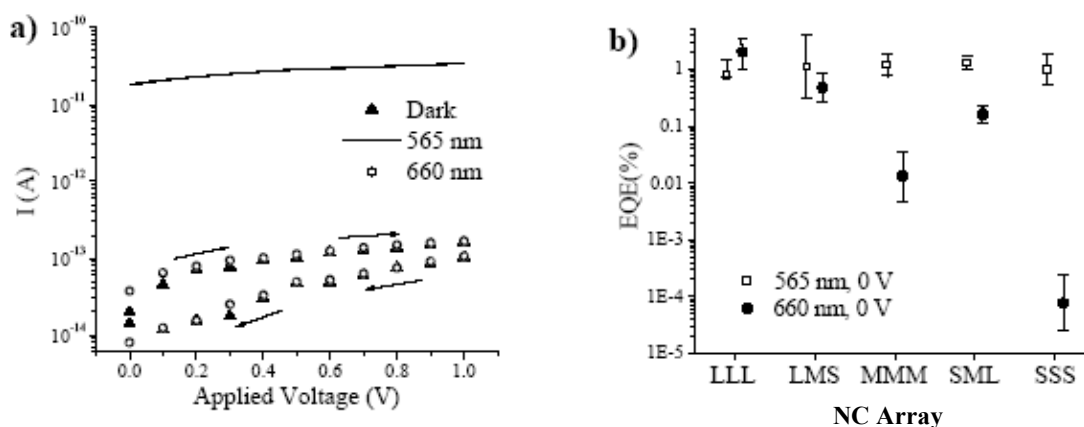 a)
I (A)
10⁻¹⁰
10⁻¹¹
10⁻¹²
10⁻¹³
10⁻¹⁴
Dark
565 nm
660 nm
0.0 0.2 0.4 0.6 0.8 1.0
Applied Voltage (V)
b)
EQE(%)
1
0.1
0.01
1E-3
1E-4
1E-5
565 nm, 0 V
660 nm, 0 V
LLL LMS MMM SML SSS
NC Array